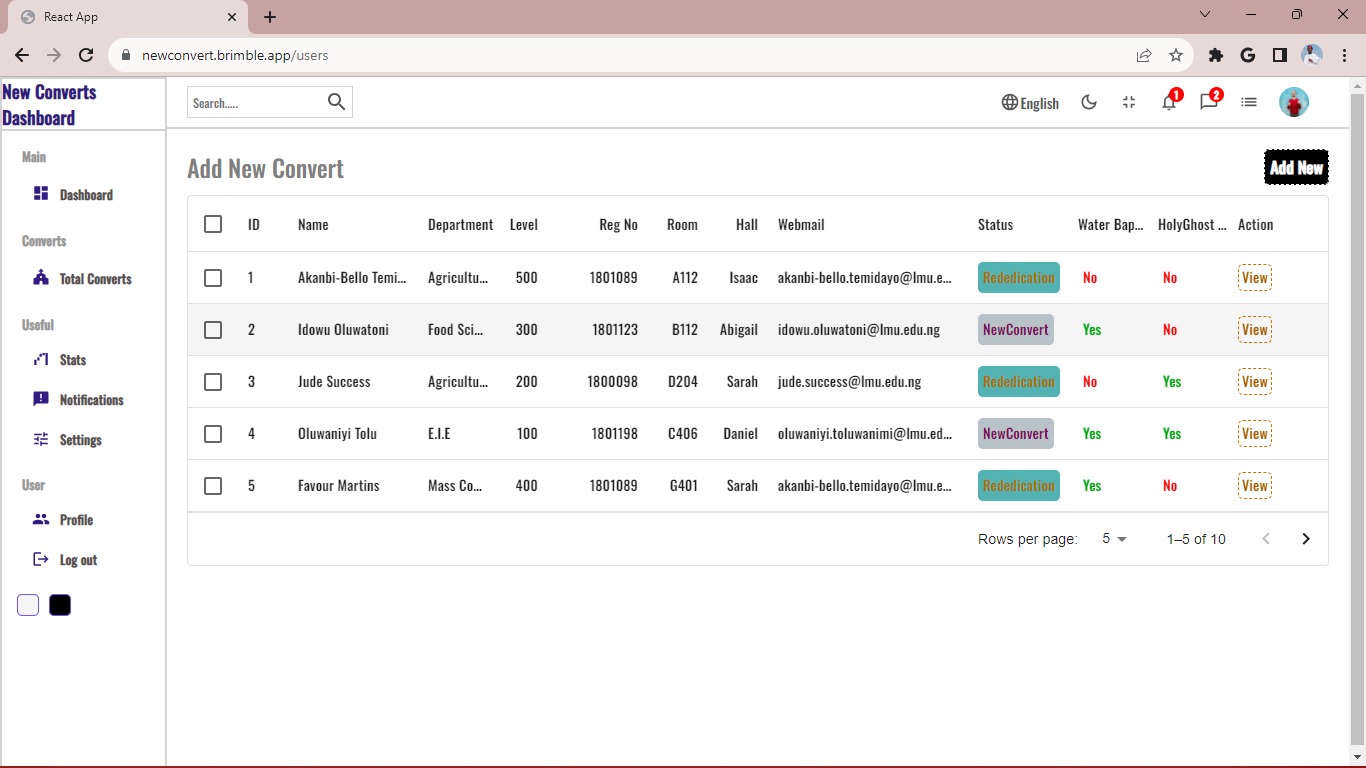 React App
newconvert.brimble.app/users
New Converts
Dashboard
Search.....
English
1
2
Main
Dashboard
Converts
Total Converts
Useful
Stats
Notifications
Settings
User
Profile
Log out
Add New Convert
Add New
ID Name Department Level Reg No Room Hall Webmail Status Water Bap... HolyGhost ... Action
1 Akanbi-Bello Temi... Agricultu... 500 1801089 A112 Isaac akanbi-bello.temidayo@lmu.e... Rededication No No View
2 Idowu Oluwatoni Food Sci... 300 1801123 B112 Abigail idowu.oluwatoni@lmu.edu.ng NewConvert Yes No View
3 Jude Success Agricultu... 200 1800098 D204 Sarah jude.success@lmu.edu.ng Rededication No Yes View
4 Oluwaniyi Tolu E.I.E 100 1801198 C406 Daniel oluwaniyi.toluwanimi@lmu.ed... NewConvert Yes Yes View
5 Favour Martins Mass Co... 400 1801089 G401 Sarah akanbi-bello.temidayo@lmu.e... Rededication Yes No View
Rows per page: 5 1–5 of 10